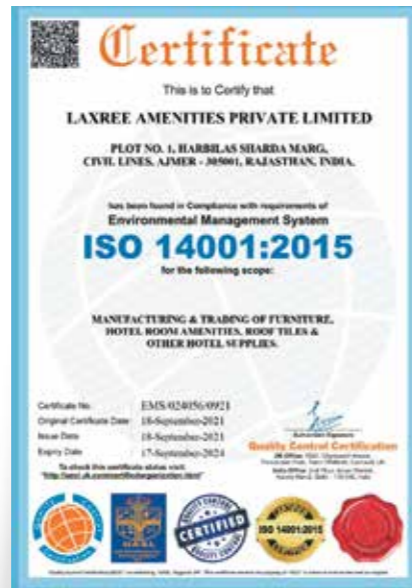 Certificate
This is to Certify that
LAXREE AMENITIES PRIVATE LIMITED
PLOT NO. 1, HARBILAS SHARDA MARG,
CIVIL LINES, AJMER - 305001, RAJASTHAN, INDIA.
has been found in Compliance with requirements of
Environmental Management System
ISO 14001:2015
for the following scope:
MANUFACTURING & TRADING OF FURNITURE,
HOTEL ROOM AMENITIES, ROOF TILES &
OTHER HOTEL SUPPLIES.
Certificate No. : EMS/024056/0921
Original Certificate Date : 18-September-2021
Issue Date : 18-September-2021
Expiry Date : 17-September-2024
To check this certificate status visit:
Quality Control Certification
CERTIFIED
ISO 14001:2015